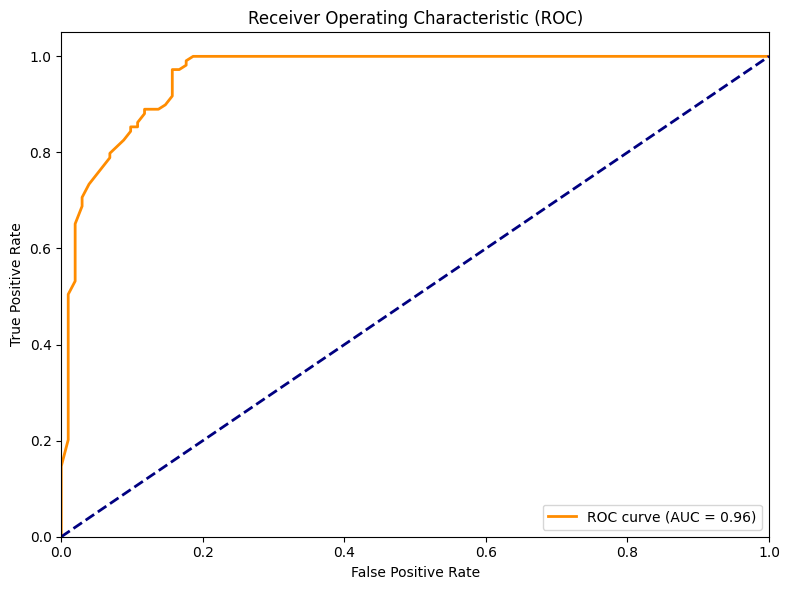 Receiver Operating Characteristic (ROC)
1.0
0.8
0.6
0.4
0.2
0.0
True Positive Rate
ROC curve (AUC = 0.96)
0.0 0.2 0.4 0.6 0.8 1.0
False Positive Rate